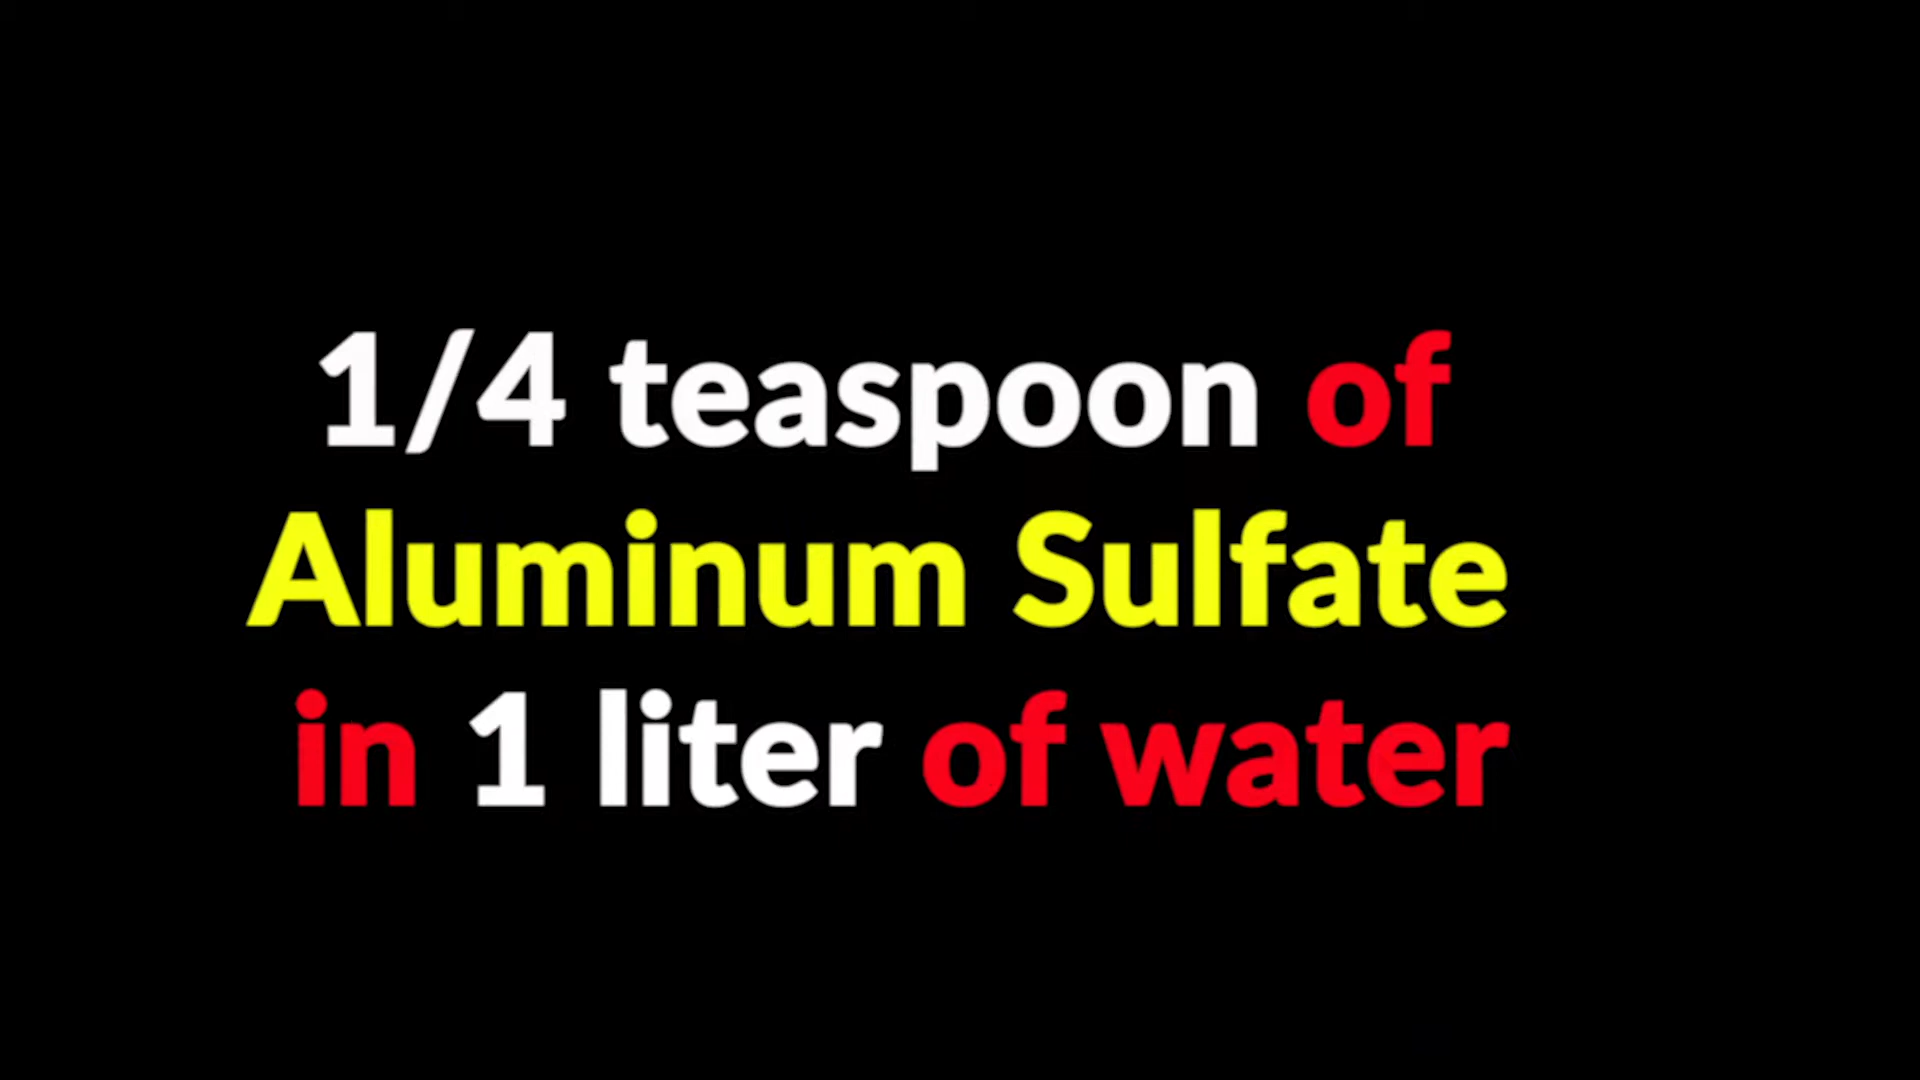 1/4 teaspoon of
Aluminum Sulfate
in 1 liter of water